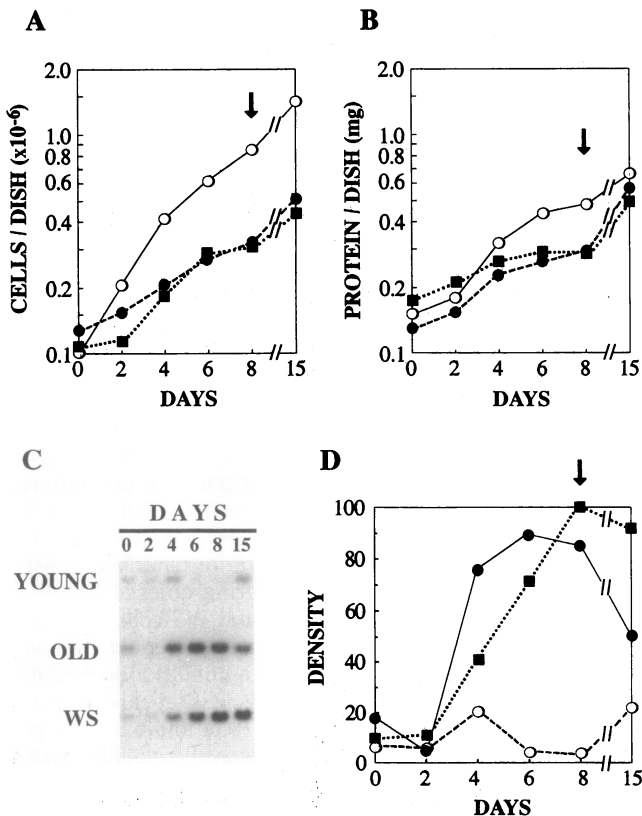 A
B
2.0
1.0
0.8
0.6
0.4
0.2
0.1
CELLS / DISH (x10-6)
0 2 4 6 8 15
DAYS
2.0
1.0
0.8
0.6
0.4
0.2
0.1
PROTEIN / DISH (mg)
0 2 4 6 8 15
DAYS
C
DAYS
0 2 4 6 8 15
YOUNG
OLD
WS
D
100
80
60
40
20
0
DENSITY
0 2 4 6 8 15
DAYS